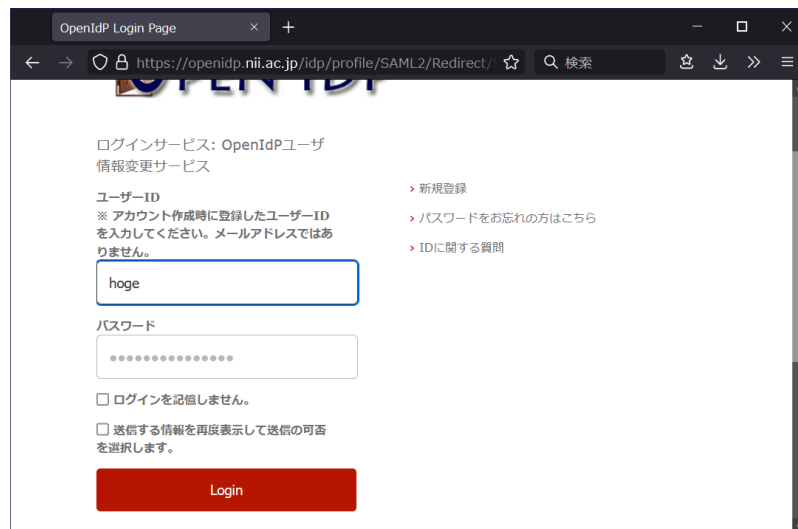 OpenIdP Login Page
https://openidp.nii.ac.jp/idp/profile/SAML2/Redirect/
検索
OPEN IDP
ログインサービス: OpenIdPユーザ
情報変更サービス
ユーザーID
※ アカウント作成時に登録したユーザーID
を入力してください。メールアドレスではあ
りません。
hoge
パスワード
ログインを記憶しません。
送信する情報を再度表示して送信の可否
を選択します。
Login
› 新規登録
› パスワードをお忘れの方はこちら
› IDに関する質問